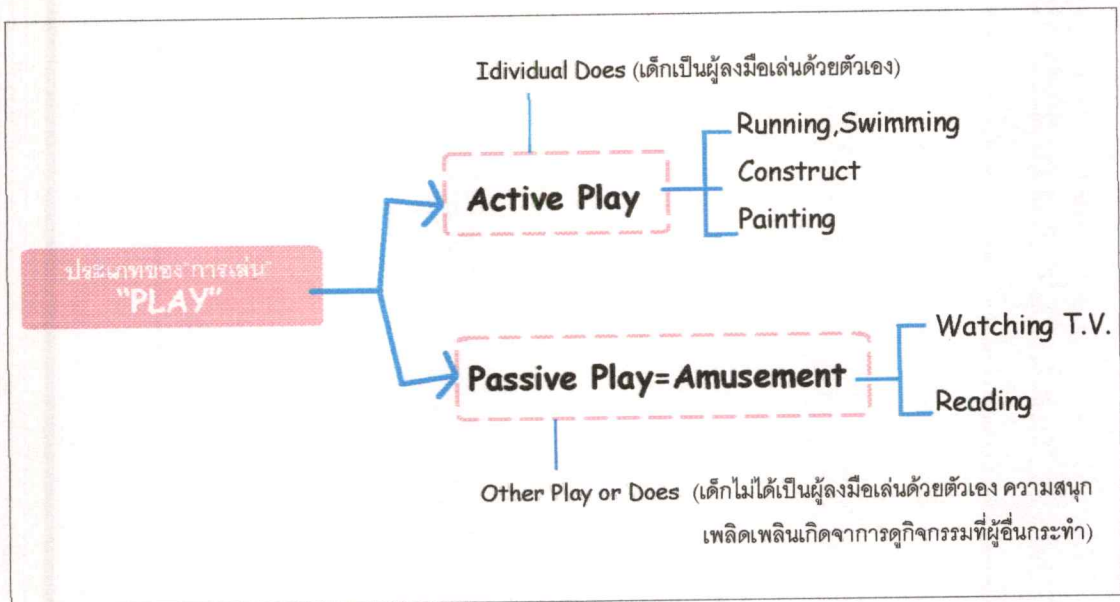 Idividual Does (เด็กเป็นผู้ลงมือเล่นด้วยตัวเอง)
Running,Swimming
Construct
Painting
Active Play
ประเภทของ"การเล่น"
"PLAY"
Passive Play=Amusement
Watching T.V.
Reading
Other Play or Does (เด็กไม่ได้เป็นผู้ลงมือเล่นด้วยตัวเอง ความสนุก
เพลิดเพลินเกิดจาการดูกิจกรรมที่ผู้อื่นกระทำ)